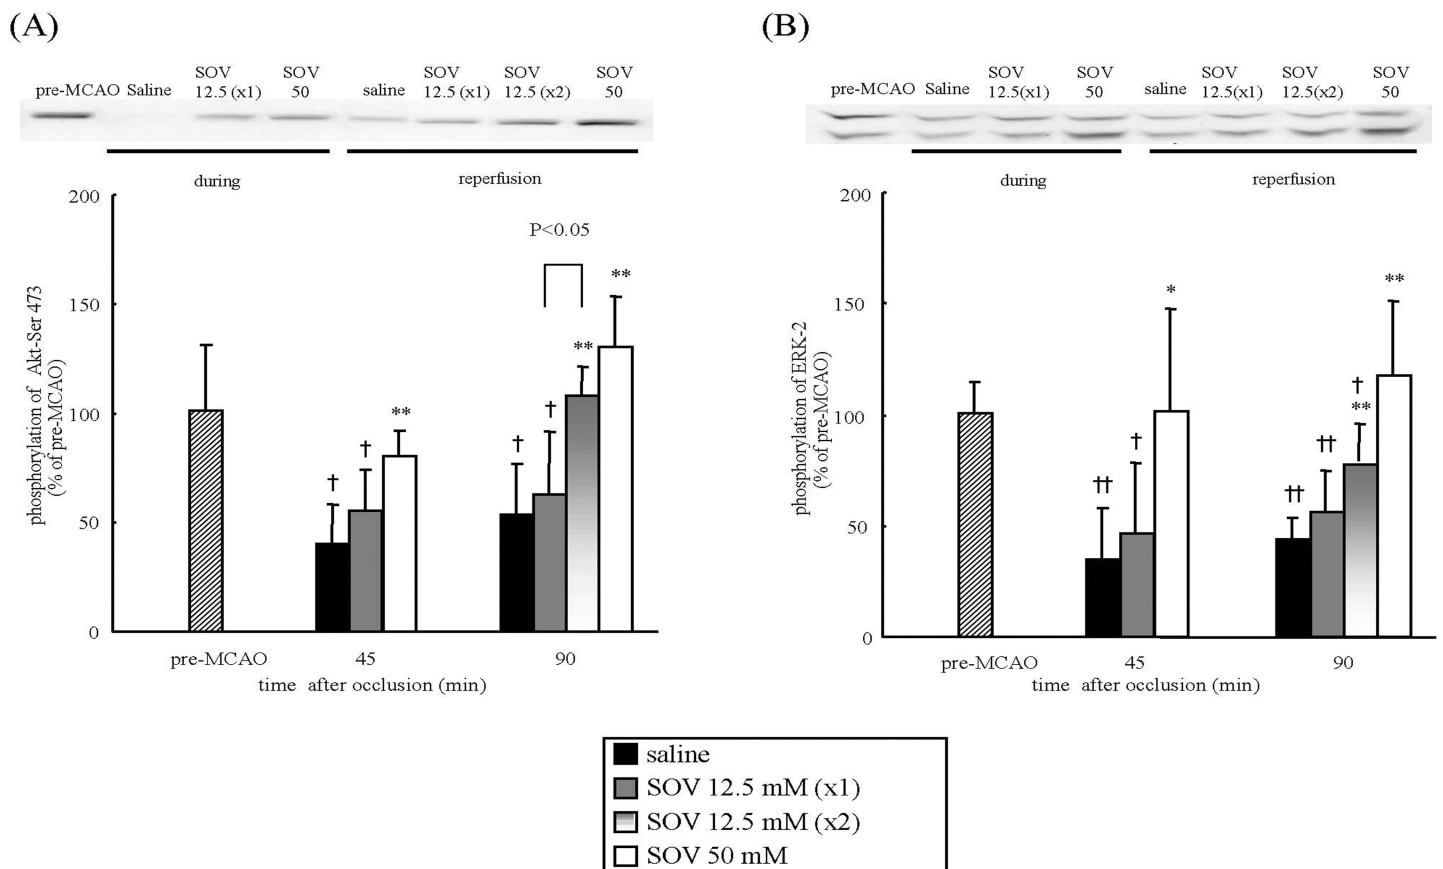 (A)
pre-MCAO Saline SOV 12.5 (x1) SOV 50 saline SOV 12.5 (x1) SOV 12.5 (x2) SOV 50
during reperfusion
phosphorylation of Akt-Ser 473
(% of pre-MCAO)
200
150
100
50
0
P<0.05
† † ** † † ** **
pre-MCAO 45 90
time after occlusion (min)
(B)
pre-MCAO Saline SOV 12.5(x1) SOV 50 saline SOV 12.5(x1) SOV 12.5(x2) SOV 50
during reperfusion
phosphorylation of ERK-2
(% of pre-MCAO)
200
150
100
50
0
†† † * †† †† † ** **
pre-MCAO 45 90
time after occlusion (min)
saline
SOV 12.5 mM (x1)
SOV 12.5 mM (x2)
SOV 50 mM